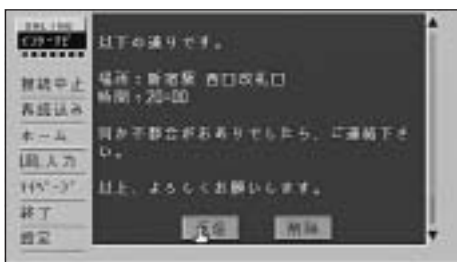 以下の通りです。
場所：新宿駅 西口改札口
時間：20:00
何か不都合がおありでしたら、ご連絡下さ
い。
以上、よろしくお願いします。
返信 削除
接続中止
再読込み
ホーム
URL入力
終了
設定